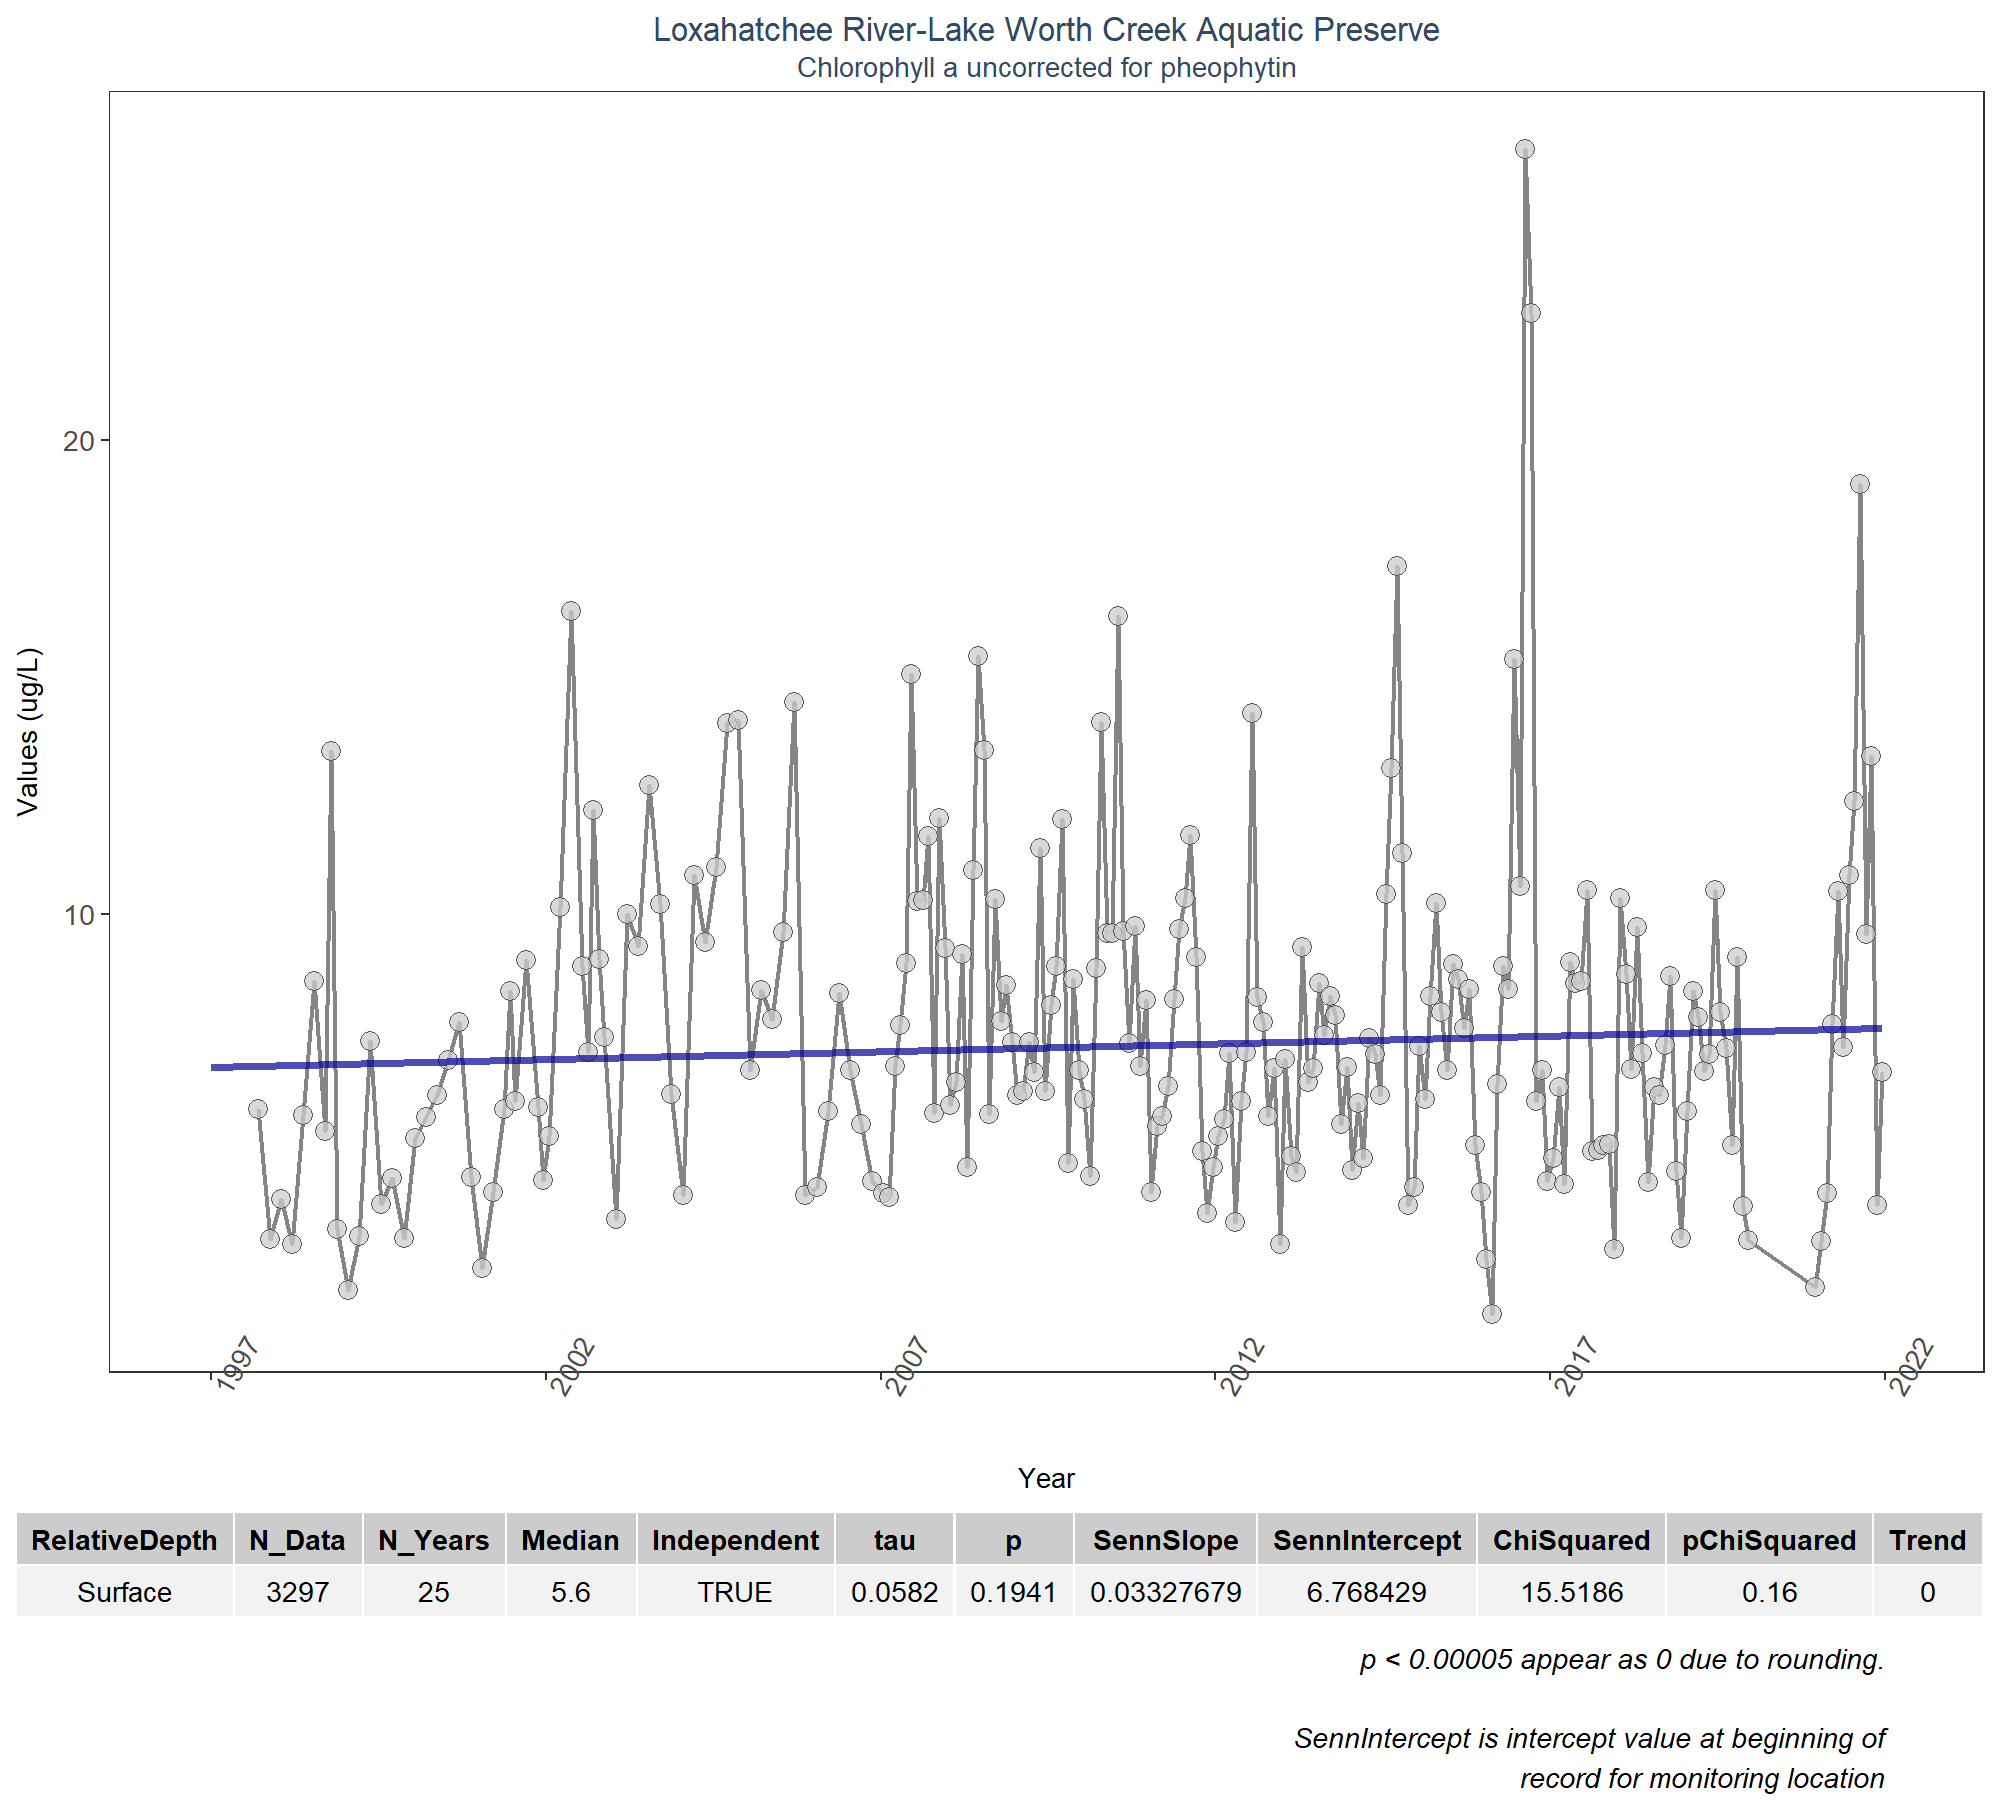 Loxahatchee River-Lake Worth Creek Aquatic Preserve
Chlorophyll a uncorrected for pheophytin
Values (ug/L)
20
10
1997 2002 2007 2012 2017 2022
Year
RelativeDepth N_Data N_Years Median Independent tau p SennSlope SennIntercept ChiSquared pChiSquared Trend
Surface 3297 25 5.6 TRUE 0.0582 0.1941 0.03327679 6.768429 15.5186 0.16 0
p < 0.00005 appear as 0 due to rounding.
SennIntercept is intercept value at beginning of
record for monitoring location